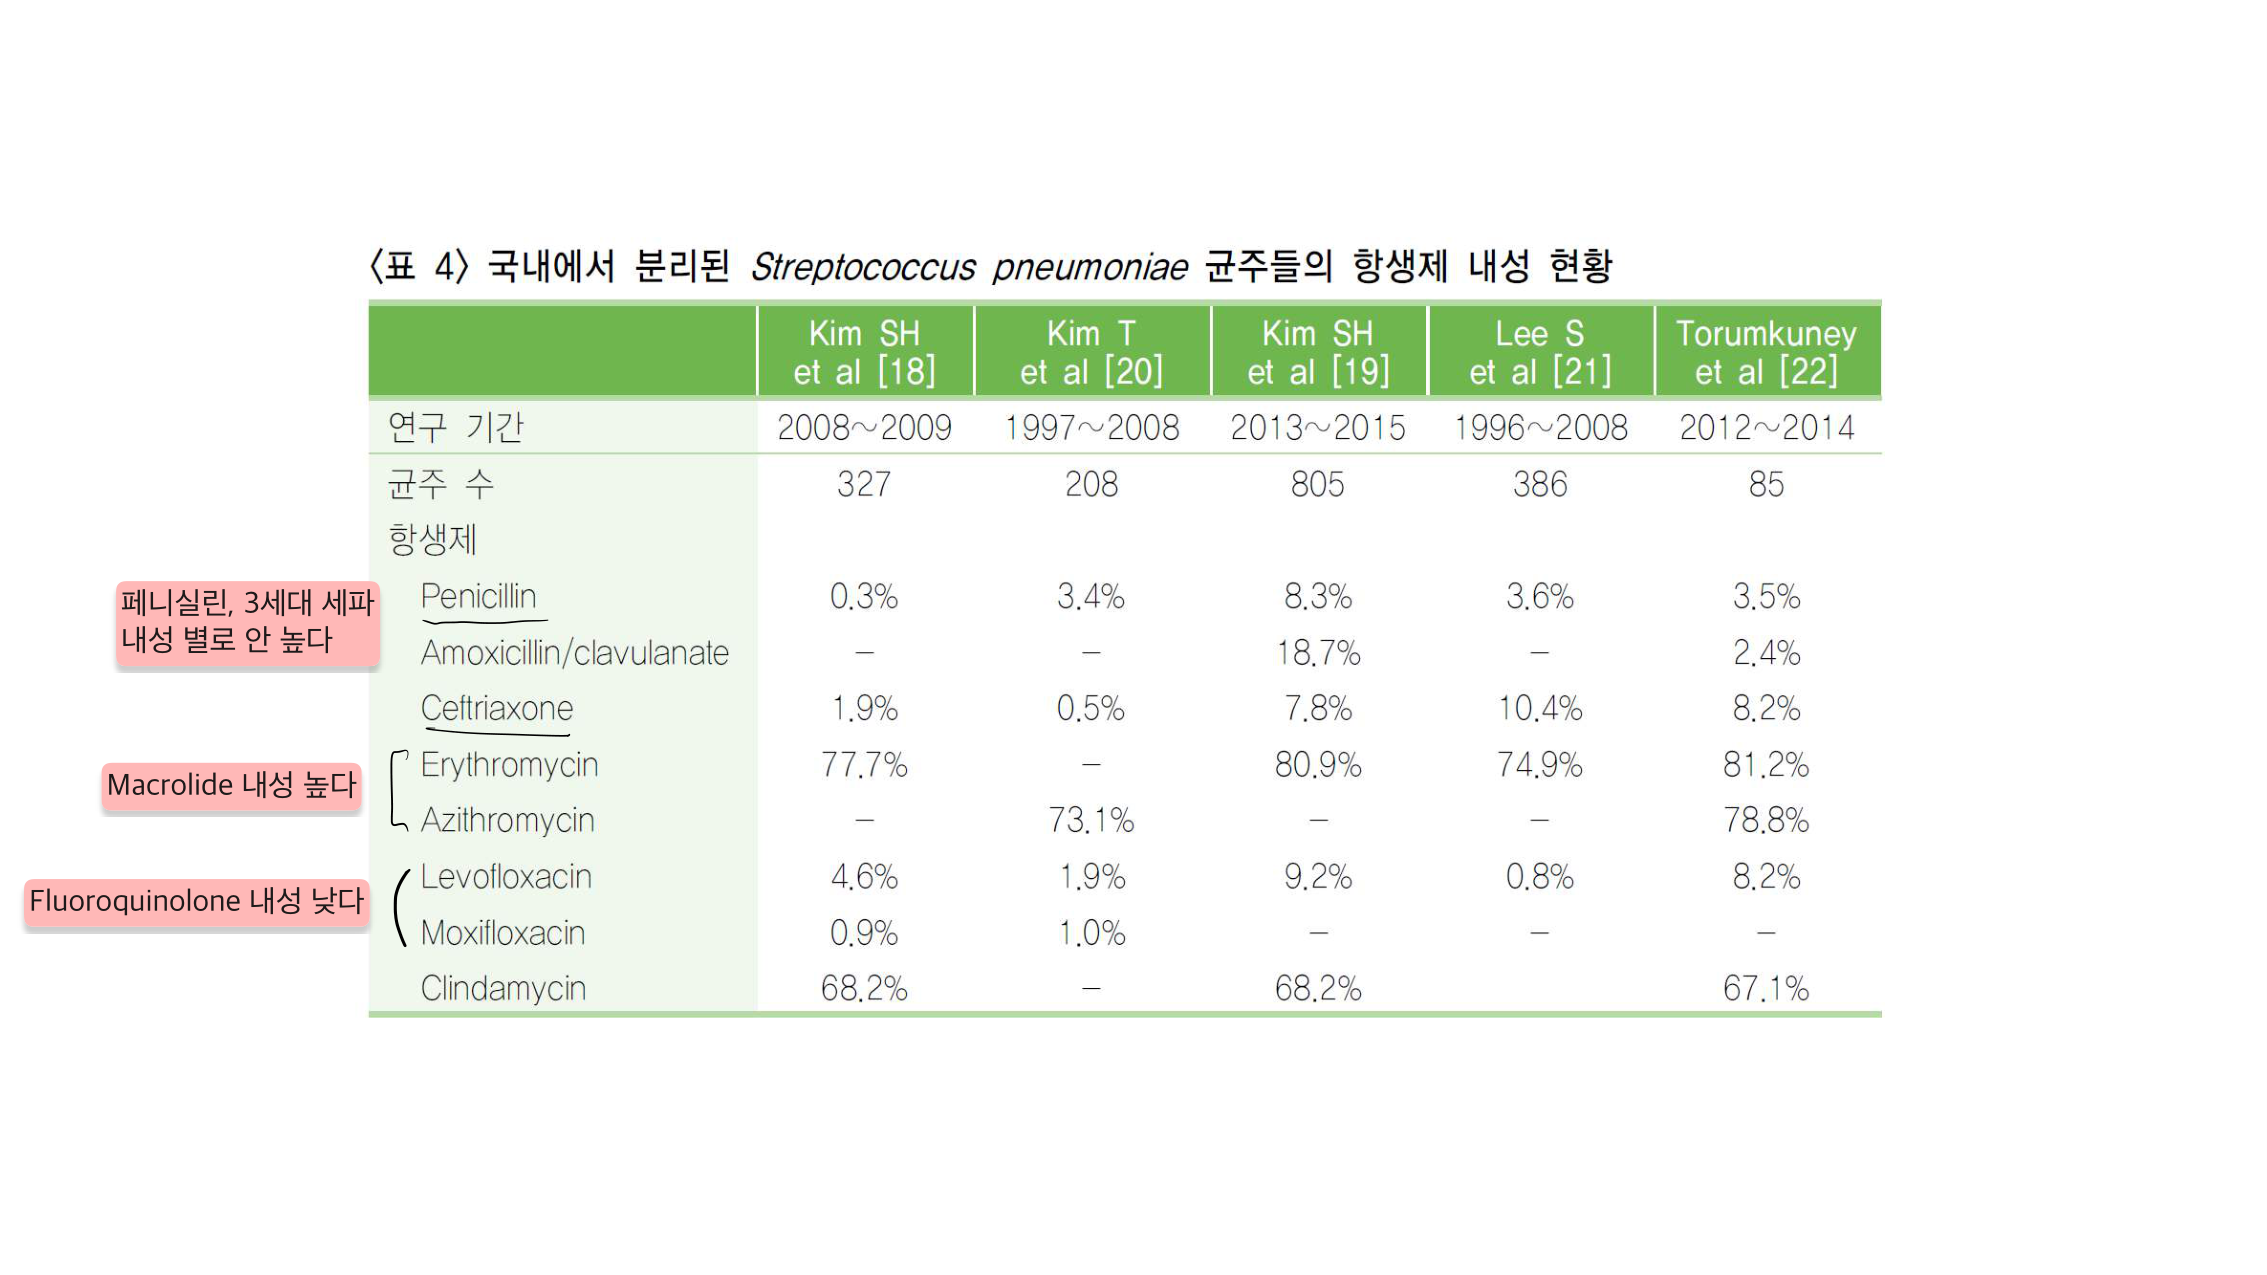 〈표 4〉 국내에서 분리된 Streptococcus pneumoniae 균주들의 항생제 내성 현황
Kim SH et al [18] Kim T et al [20] Kim SH et al [19] Lee S et al [21] Torumkuney et al [22]
연구 기간 2008~2009 1997~2008 2013~2015 1996~2008 2012~2014
균주 수 327 208 805 386 85
항생제
페니실린, 3세대 세파
내성 별로 안 높다
Penicillin 0.3% 3.4% 8.3% 3.6% 3.5%
Amoxicillin/clavulanate – – 18.7% – 2.4%
Ceftriaxone 1.9% 0.5% 7.8% 10.4% 8.2%
Macrolide 내성 높다
Erythromycin 77.7% – 80.9% 74.9% 81.2%
Azithromycin – 73.1% – – 78.8%
Fluoroquinolone 내성 낮다
Levofloxacin 4.6% 1.9% 9.2% 0.8% 8.2%
Moxifloxacin 0.9% 1.0% – – –
Clindamycin 68.2% – 68.2% 67.1%